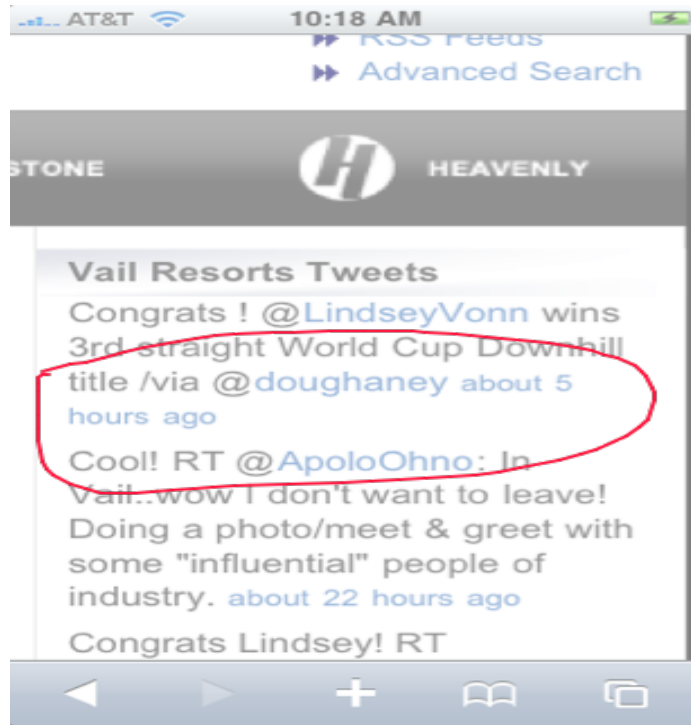 AT&T 10:18 AM
RSS Feeds
Advanced Search
STONE H HEAVENLY
Vail Resorts Tweets
Congrats ! @LindseyVonn wins
3rd straight World Cup Downhill
title /via @doughaney about 5
hours ago
Cool! RT @ApoloOhno: In
Vail..wow I don't want to leave!
Doing a photo/meet & greet with
some "influential" people of
industry. about 22 hours ago
Congrats Lindsey! RT